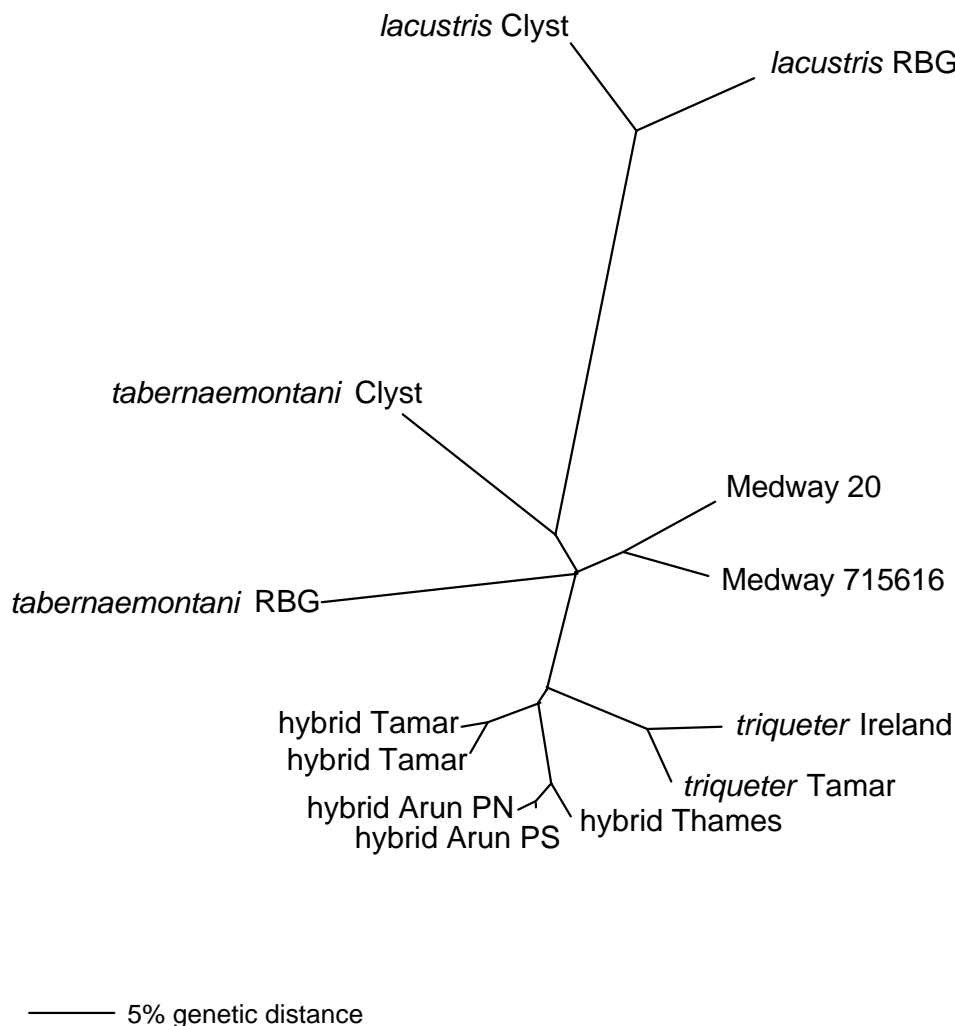 lacustris Clyst
lacustris RBG
tabernaemontani Clyst
Medway 20
Medway 715616
tabernaemontani RBG
hybrid Tamar
triqueter Ireland
hybrid Tamar
triqueter Tamar
hybrid Arun PN
hybrid Thames
hybrid Arun PS
5% genetic distance